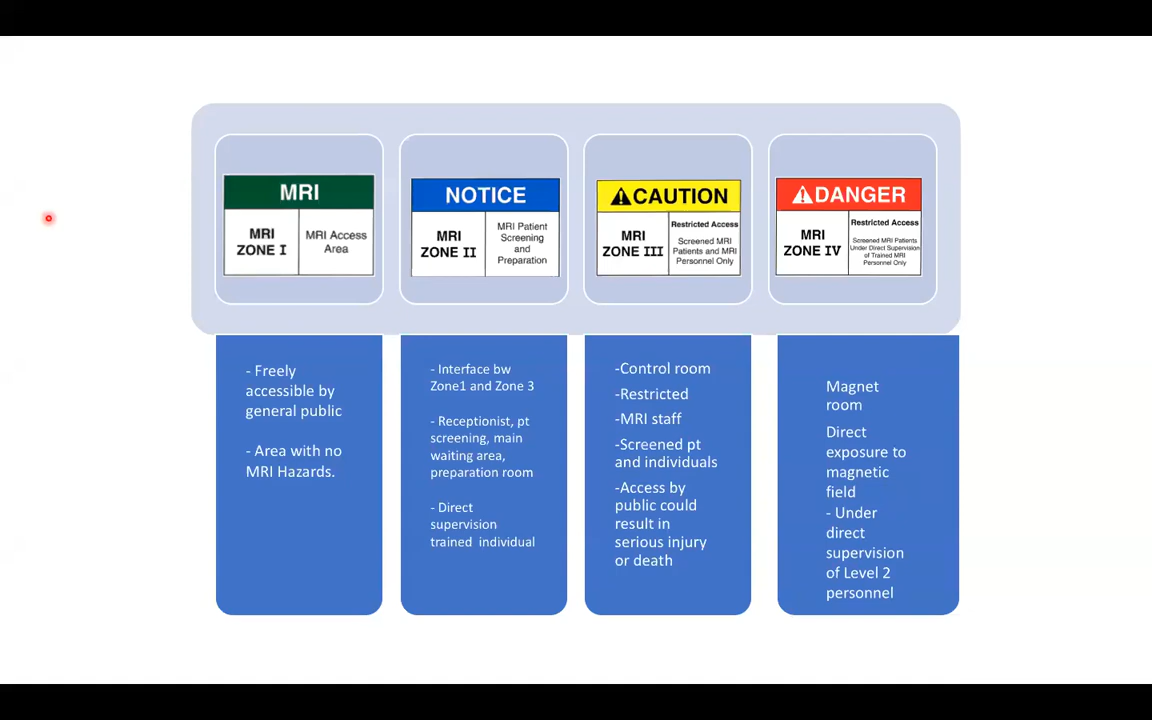 MRI
MRI
ZONE I
MRI Access
Area
NOTICE
MRI
ZONE II
MRI Patient
Screening
and
Preparation
⚠CAUTION
MRI
ZONE III
Restricted Access
Screened MRI
Patients and MRI
Personnel Only
⚠DANGER
MRI
ZONE IV
Restricted Access
Screened MRI Patients
Under Direct Supervision
of Trained MRI
Personnel Only
- Freely
accessible by
general public
- Area with no
MRI Hazards.
- Interface bw
Zone1 and Zone 3
- Receptionist, pt
screening, main
waiting area,
preparation room
- Direct
supervision
trained individual
-Control room
-Restricted
-MRI staff
-Screened pt
and individuals
-Access by
public could
result in
serious injury
or death
Magnet
room
Direct
exposure to
magnetic
field
- Under
direct
supervision
of Level 2
personnel